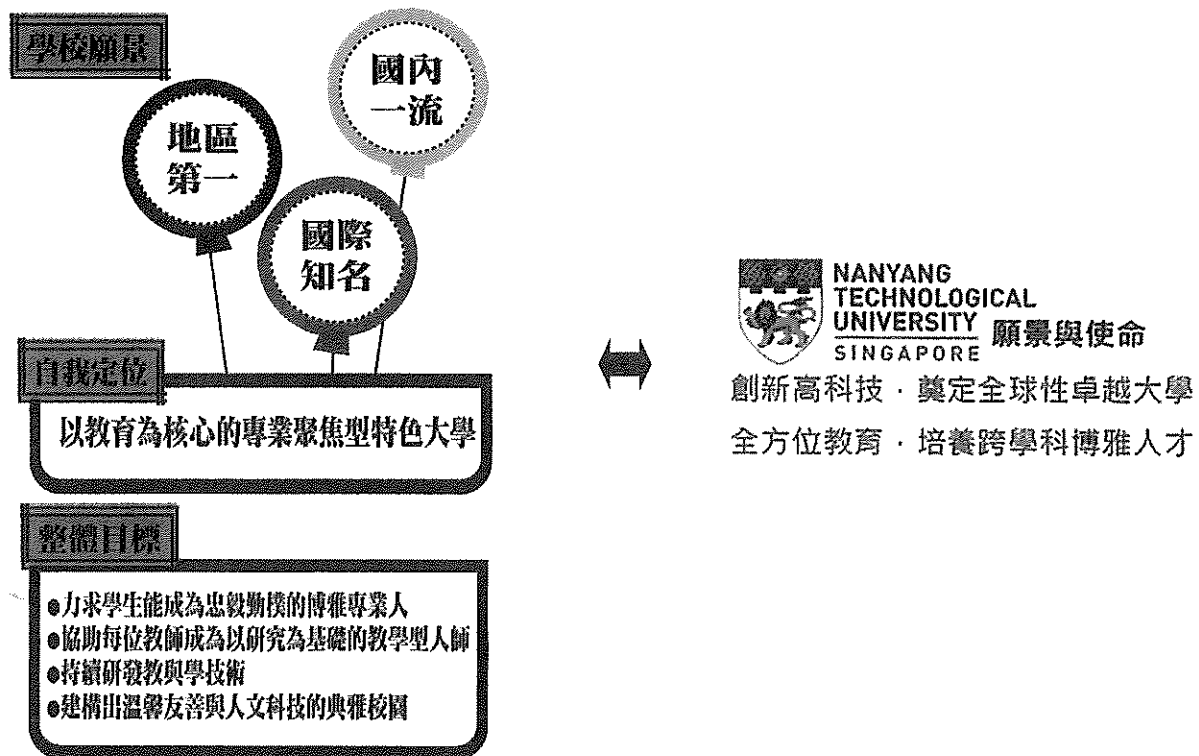 學校願景
國內
一流
地區
第一
國際
知名
自我定位
以教育為核心的專業聚焦型特色大學
整體目標
●力求學生能成為忠毅勤樸的博雅專業人
●協助每位教師成為以研究為基礎的教學型人師
●持續研發教與學技術
●建構出溫馨友善與人文科技的典雅校園
NANYANG
TECHNOLOGICAL
UNIVERSITY
SINGAPORE
願景與使命
創新高科技．奠定全球性卓越大學
全方位教育．培養跨學科博雅人才